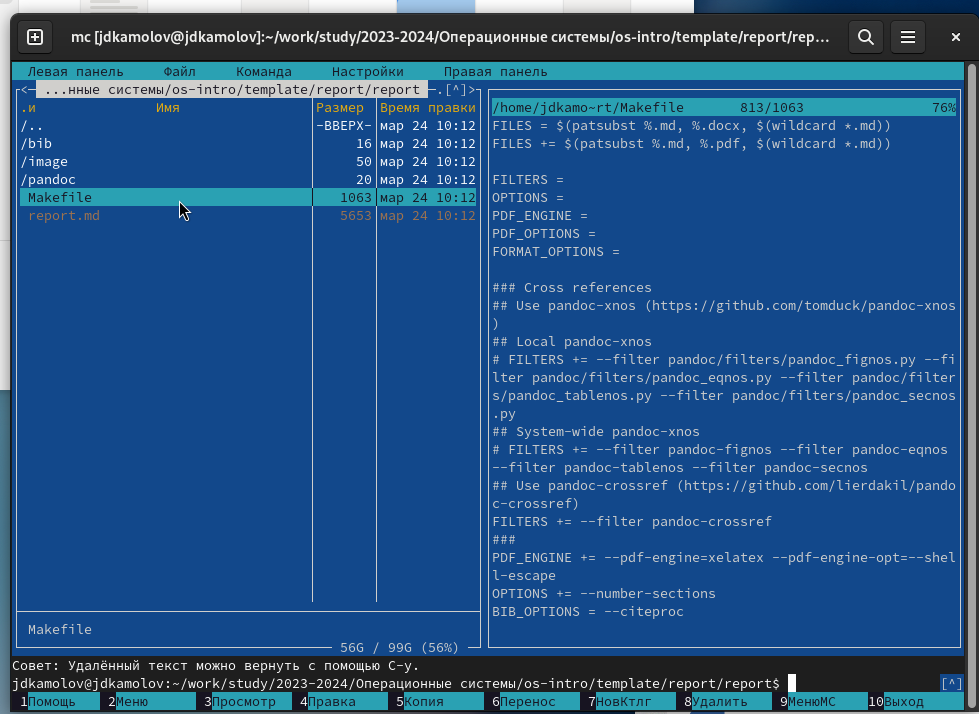 mc [jdkamolov@jdkamolov]:~/work/study/2023-2024/Операционные системы/os-intro/template/report/rep...
Левая панель Файл Команда Настройки Правая панель
<─ ...нные системы/os-intro/template/report/report ─.[^]>
.и Имя Размер Время правки
/.. -ВВЕРХ- мар 24 10:12
/bib 16 мар 24 10:12
/image 50 мар 24 10:12
/pandoc 20 мар 24 10:12
Makefile 1063 мар 24 10:12
report.md 5653 мар 24 10:12
Makefile
56G / 99G (56%)
/home/jdkamo~rt/Makefile 813/1063 76%
FILES = $(patsubst %.md, %.docx, $(wildcard *.md))
FILES += $(patsubst %.md, %.pdf, $(wildcard *.md))
FILTERS =
OPTIONS =
PDF_ENGINE =
PDF_OPTIONS =
FORMAT_OPTIONS =
### Cross references
## Use pandoc-xnos (https://github.com/tomduck/pandoc-xnos
)
## Local pandoc-xnos
# FILTERS += --filter pandoc/filters/pandoc_fignos.py --fi
lter pandoc/filters/pandoc_eqnos.py --filter pandoc/filter
s/pandoc_tablenos.py --filter pandoc/filters/pandoc_secnos
.py
## System-wide pandoc-xnos
# FILTERS += --filter pandoc-fignos --filter pandoc-eqnos
--filter pandoc-tablenos --filter pandoc-secnos
## Use pandoc-crossref (https://github.com/lierdakil/pando
c-crossref)
FILTERS += --filter pandoc-crossref
###
PDF_ENGINE += --pdf-engine=xelatex --pdf-engine-opt=--shel
l-escape
OPTIONS += --number-sections
BIB_OPTIONS = --citeproc
Совет: Удалённый текст можно вернуть с помощью C-y.
jdkamolov@jdkamolov:~/work/study/2023-2024/Операционные системы/os-intro/template/report/report$ [^]
1Помощь 2Меню 3Просмотр 4Правка 5Копия 6Перенос 7НовКтлг 8Удалить 9МенюMC 10Выход